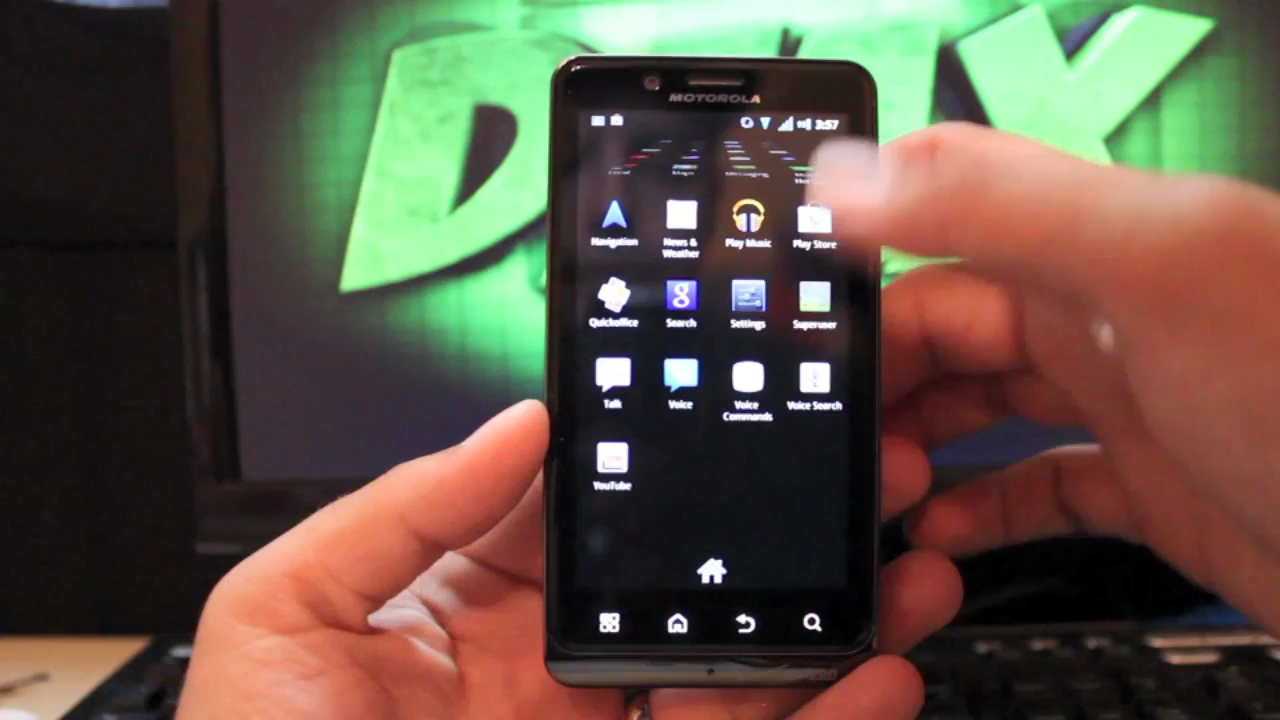 MOTOROLA
3:57
Messaging
Navigation
News &
Weather
Play Music
Play Store
Quickoffice
Search
Settings
Superuser
Talk
Voice
Voice
Commands
Voice Search
YouTube